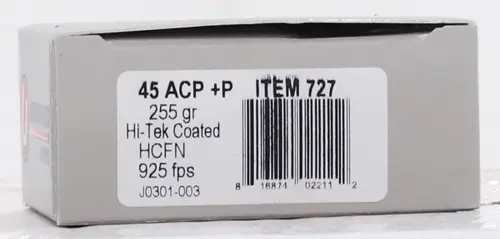 45 ACP +P ITEM 727
255 gr
Hi-Tek Coated
HCFN
925 fps
J0301-003
8 16874 02211 2